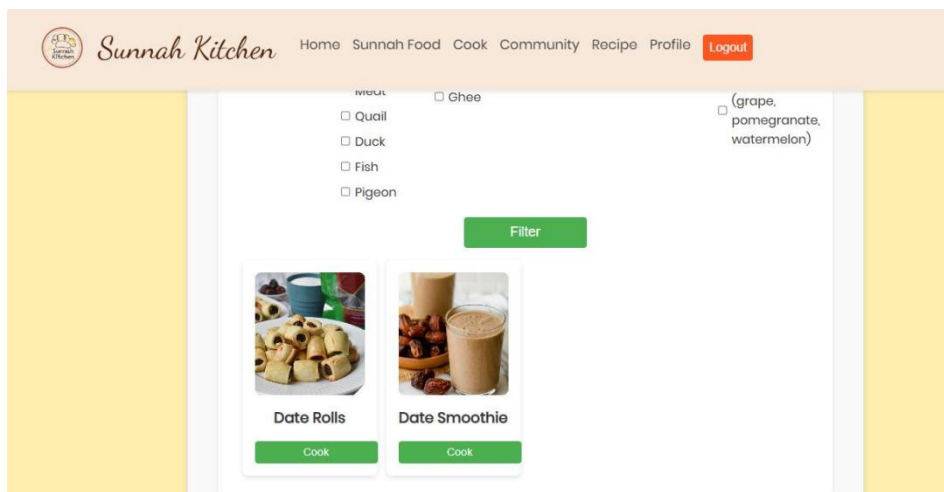 Sunnah Kitchen
Sunnah Kitchen Home Sunnah Food Cook Community Recipe Profile Logout
Meat
Ghee
(grape,
pomegranate,
watermelon)
Quail
Duck
Fish
Pigeon
Filter
Date Rolls
Date Smoothie
Cook
Cook